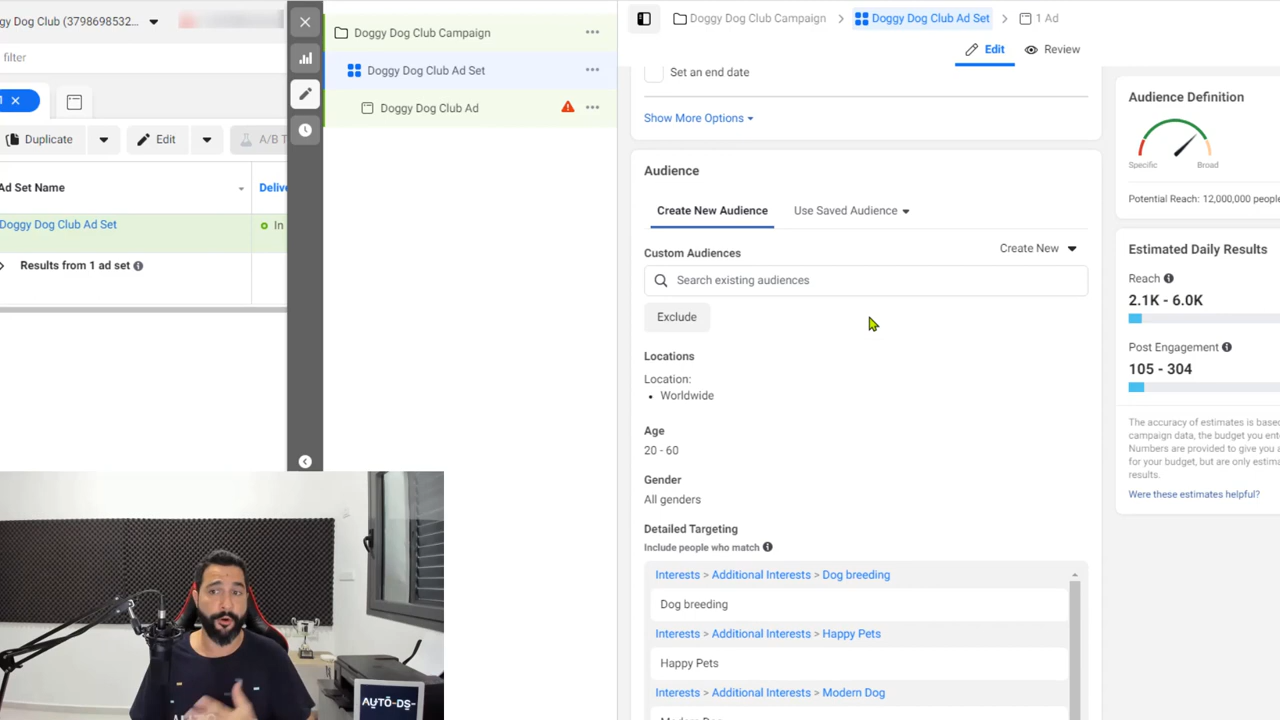 gy Dog Club (3798698532...
filter
1 ×
Duplicate
Edit
A/B T
Ad Set Name
Delive
Doggy Dog Club Ad Set
In
Results from 1 ad set
Doggy Dog Club Campaign
Doggy Dog Club Ad Set
Doggy Dog Club Ad
Doggy Dog Club Campaign > Doggy Dog Club Ad Set > 1 Ad
Edit
Review
Set an end date
Show More Options
Audience
Create New Audience
Use Saved Audience
Custom Audiences
Create New
Search existing audiences
Exclude
Locations
Location:
• Worldwide
Age
20 - 60
Gender
All genders
Detailed Targeting
Include people who match
Interests > Additional Interests > Dog breeding
Dog breeding
Interests > Additional Interests > Happy Pets
Happy Pets
Interests > Additional Interests > Modern Dog
Modern Dog
Audience Definition
Specific
Broad
Potential Reach: 12,000,000 people
Estimated Daily Results
Reach
2.1K - 6.0K
Post Engagement
105 - 304
The accuracy of estimates is base
campaign data, the budget you ente
Numbers are provided to give you a
for your budget, but are only estima
results.
Were these estimates helpful?
AUTO-DS-